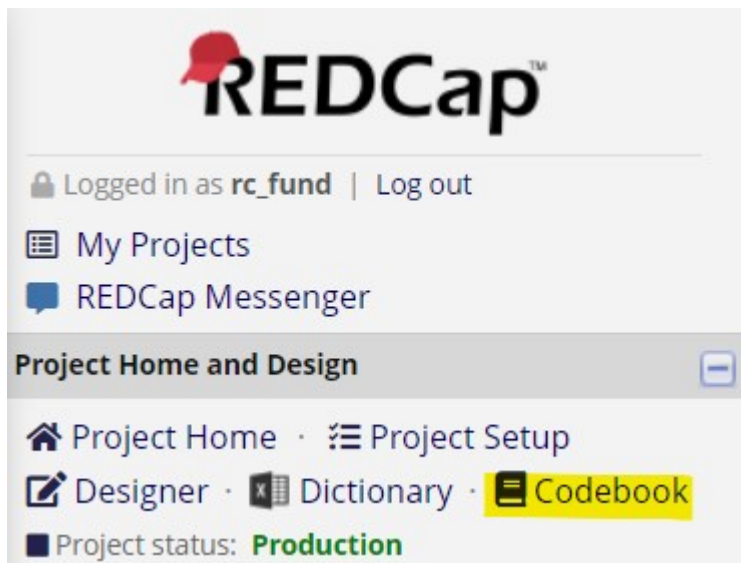 REDCap™
Logged in as rc_fund | Log out
My Projects
REDCap Messenger
Project Home and Design
Project Home · Project Setup
Designer · Dictionary · Codebook
Project status: Production